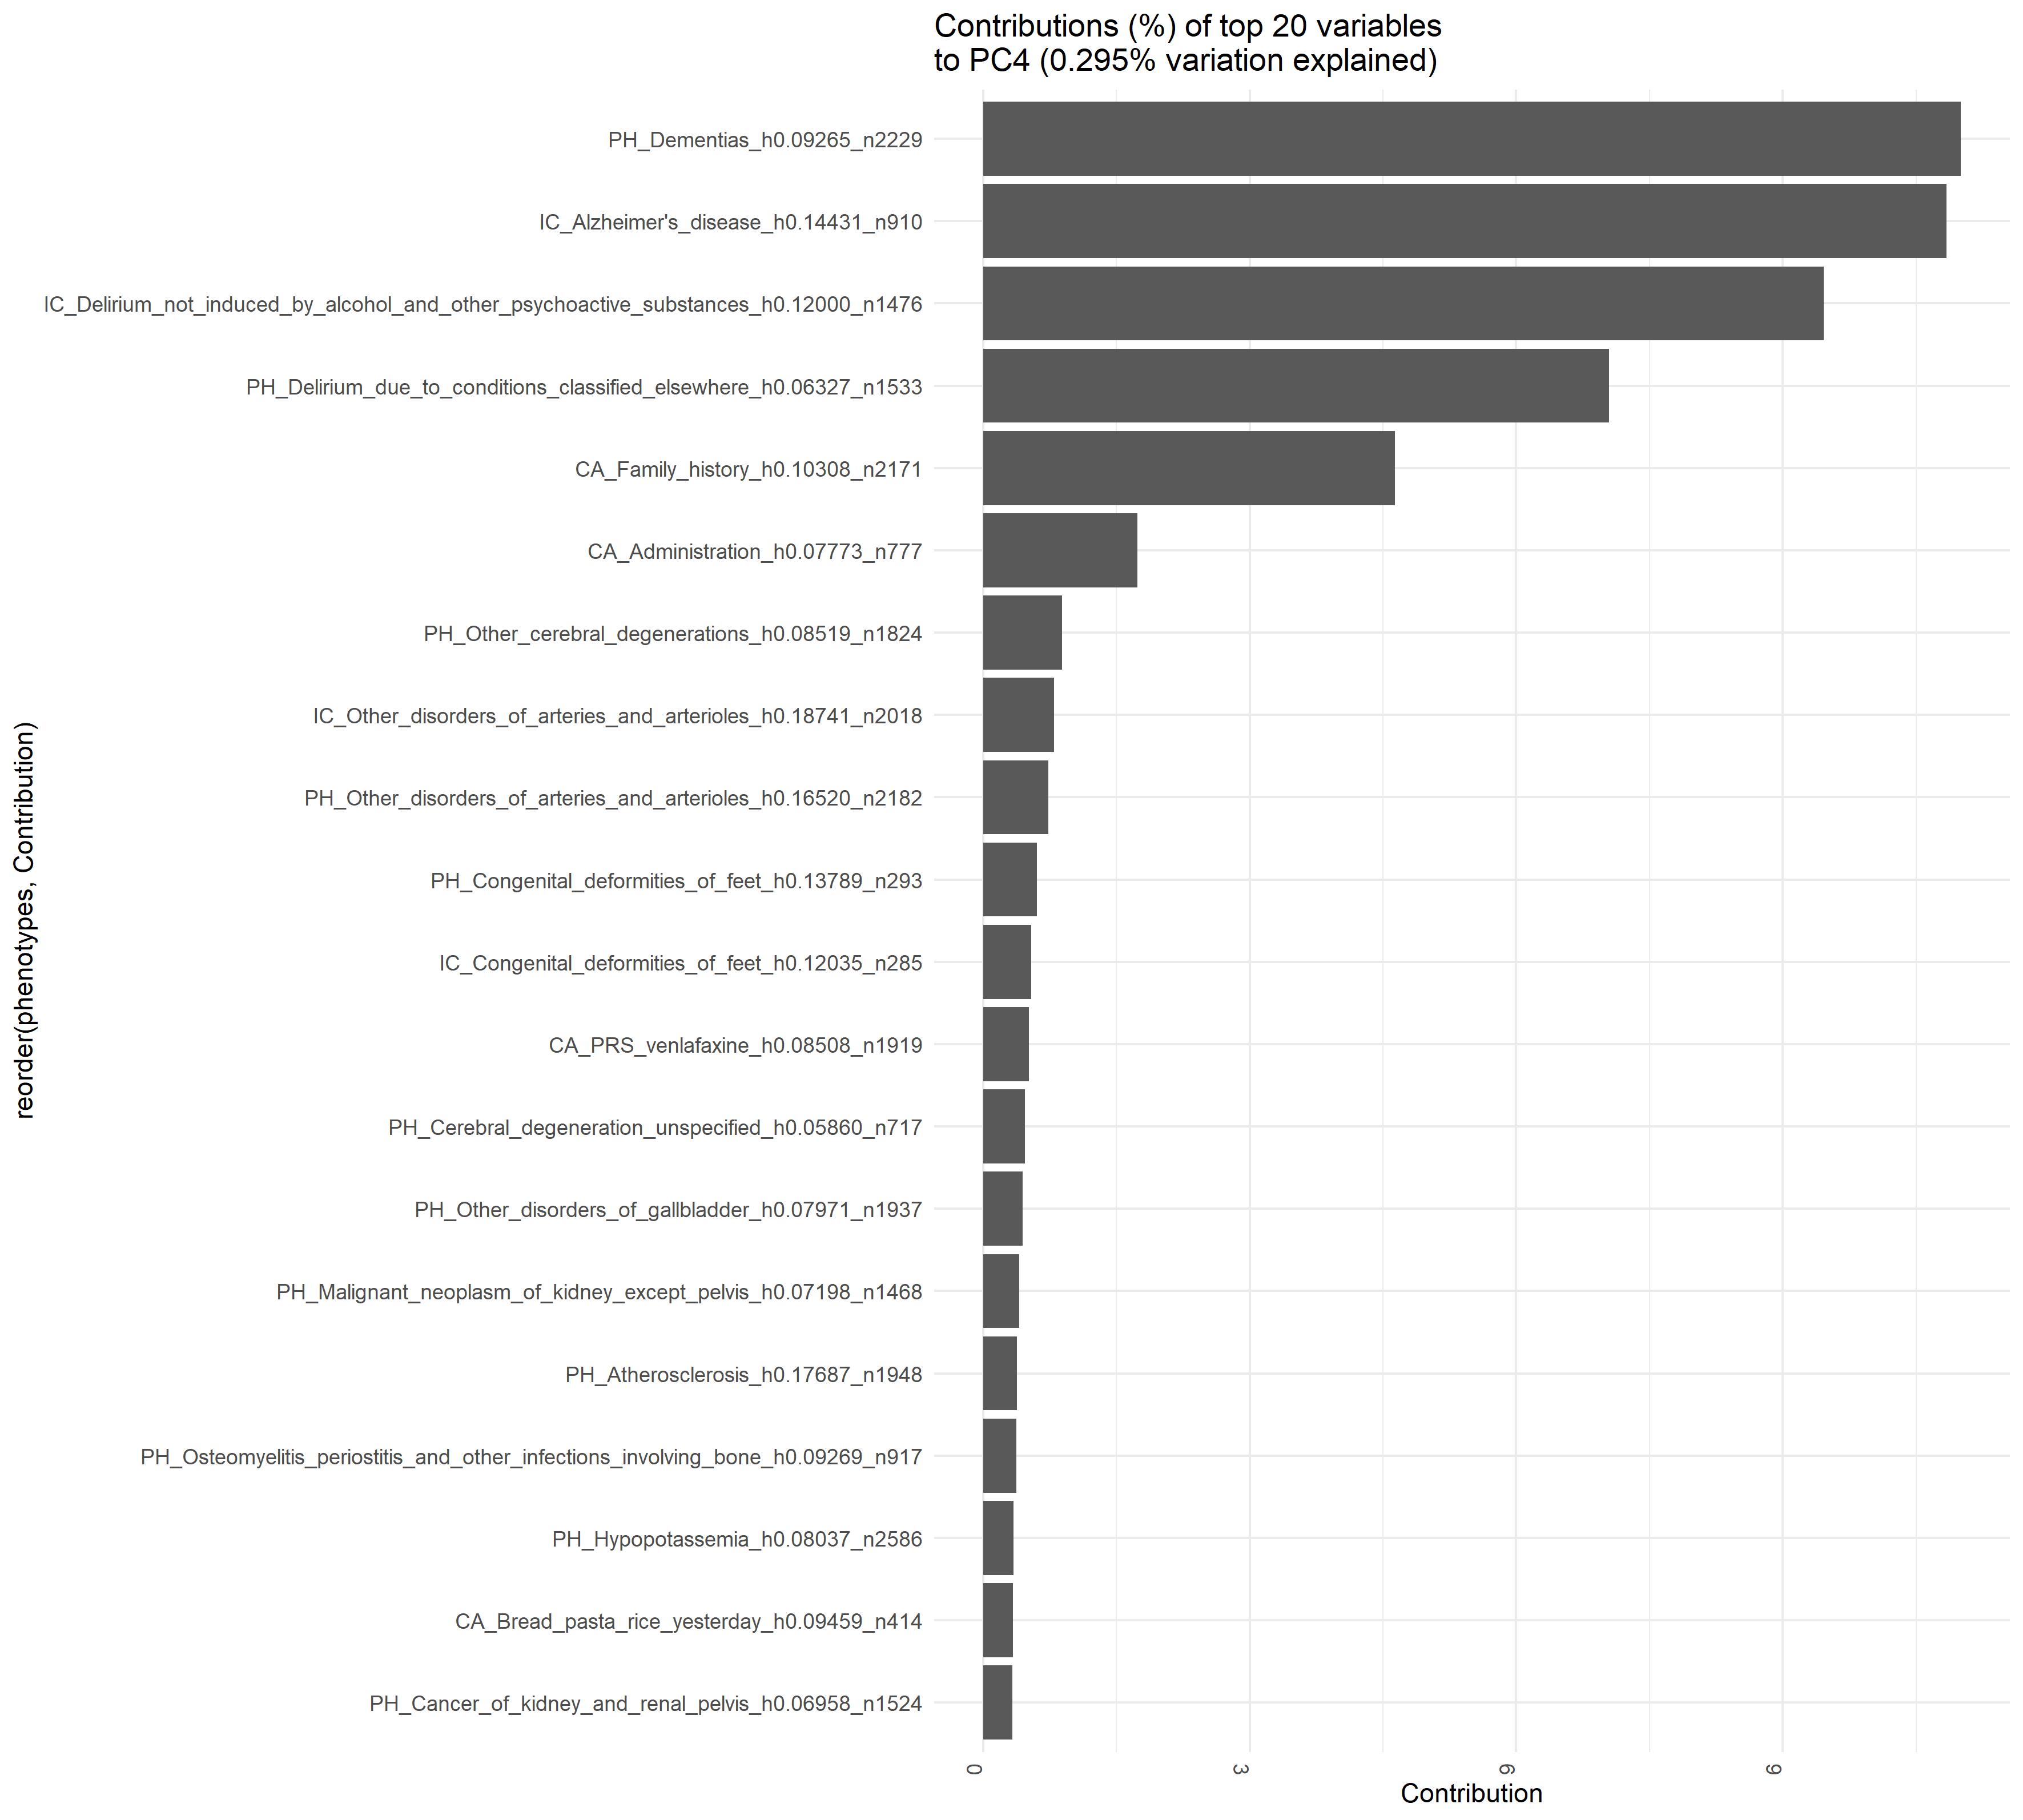 Contributions (%) of top 20 variables
to PC4 (0.295% variation explained)
PH_Dementias_h0.09265_n2229
IC_Alzheimer's_disease_h0.14431_n910
IC_Delirium_not_induced_by_alcohol_and_other_psychoactive_substances_h0.12000_n1476
PH_Delirium_due_to_conditions_classified_elsewhere_h0.06327_n1533
CA_Family_history_h0.10308_n2171
CA_Administration_h0.07773_n777
PH_Other_cerebral_degenerations_h0.08519_n1824
IC_Other_disorders_of_arteries_and_arterioles_h0.18741_n2018
PH_Other_disorders_of_arteries_and_arterioles_h0.16520_n2182
PH_Congenital_deformities_of_feet_h0.13789_n293
IC_Congenital_deformities_of_feet_h0.12035_n285
CA_PRS_venlafaxine_h0.08508_n1919
PH_Cerebral_degeneration_unspecified_h0.05860_n717
PH_Other_disorders_of_gallbladder_h0.07971_n1937
PH_Malignant_neoplasm_of_kidney_except_pelvis_h0.07198_n1468
PH_Atherosclerosis_h0.17687_n1948
PH_Osteomyelitis_periostitis_and_other_infections_involving_bone_h0.09269_n917
PH_Hypopotassemia_h0.08037_n2586
CA_Bread_pasta_rice_yesterday_h0.09459_n414
PH_Cancer_of_kidney_and_renal_pelvis_h0.06958_n1524
reorder(phenotypes, Contribution)
0 3 6 9
Contribution